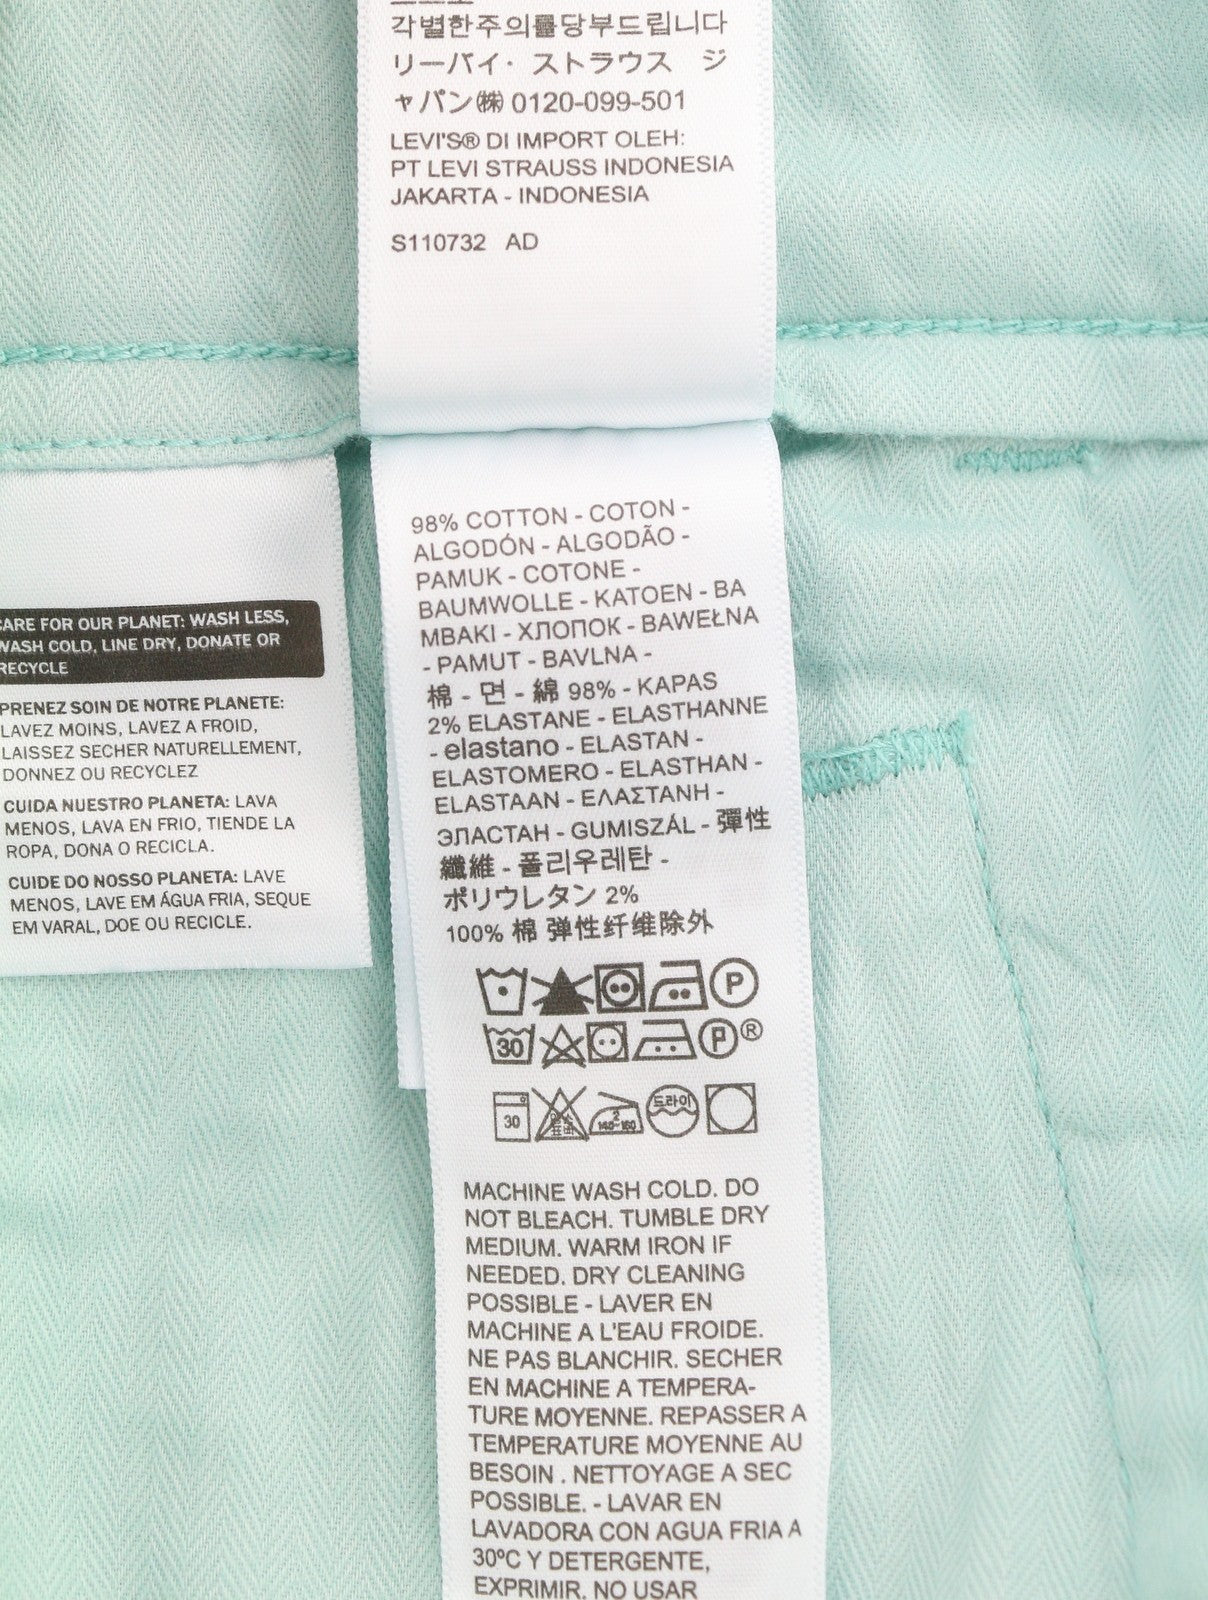 각별한주의를당부드립니다
リーバイ・ストラウス ジ
ャパン㈱ 0120-099-501
LEVI'S® DI IMPORT OLEH:
PT LEVI STRAUSS INDONESIA
JAKARTA - INDONESIA
S110732 AD
CARE FOR OUR PLANET: WASH LESS,
WASH COLD, LINE DRY, DONATE OR
RECYCLE
PRENEZ SOIN DE NOTRE PLANETE:
LAVEZ MOINS, LAVEZ A FROID,
LAISSEZ SECHER NATURELLEMENT,
DONNEZ OU RECYCLEZ
CUIDA NUESTRO PLANETA: LAVA
MENOS, LAVA EN FRIO, TIENDE LA
ROPA, DONA O RECICLA.
CUIDE DO NOSSO PLANETA: LAVE
MENOS, LAVE EM ÁGUA FRIA, SEQUE
EM VARAL, DOE OU RECICLE.
98% COTTON - COTON -
ALGODÓN - ALGODÃO -
PAMUK - COTONE -
BAUMWOLLE - KATOEN - BA
MBAKI - ХЛОПОК - BAWEŁNA
- PAMUT - BAVLNA -
棉 - 면 - 綿 98% - KAPAS
2% ELASTANE - ELASTHANNE
- elastano - ELASTAN -
ELASTOMERO - ELASTHAN -
ELASTAAN - ΕΛΑΣΤΑΝΗ -
ЭЛАСТАН - GUMISZÁL - 彈性
纖維 - 폴리우레탄 -
ポリウレタン 2%
100% 棉 弹性纤维除外
P
30 P ®
30 염소표백 2 140~160 드라이
MACHINE WASH COLD. DO
NOT BLEACH. TUMBLE DRY
MEDIUM. WARM IRON IF
NEEDED. DRY CLEANING
POSSIBLE - LAVER EN
MACHINE A L'EAU FROIDE.
NE PAS BLANCHIR. SECHER
EN MACHINE A TEMPERA-
TURE MOYENNE. REPASSER A
TEMPERATURE MOYENNE AU
BESOIN . NETTOYAGE A SEC
POSSIBLE. - LAVAR EN
LAVADORA CON AGUA FRIA A
30ºC Y DETERGENTE,
EXPRIMIR. NO USAR